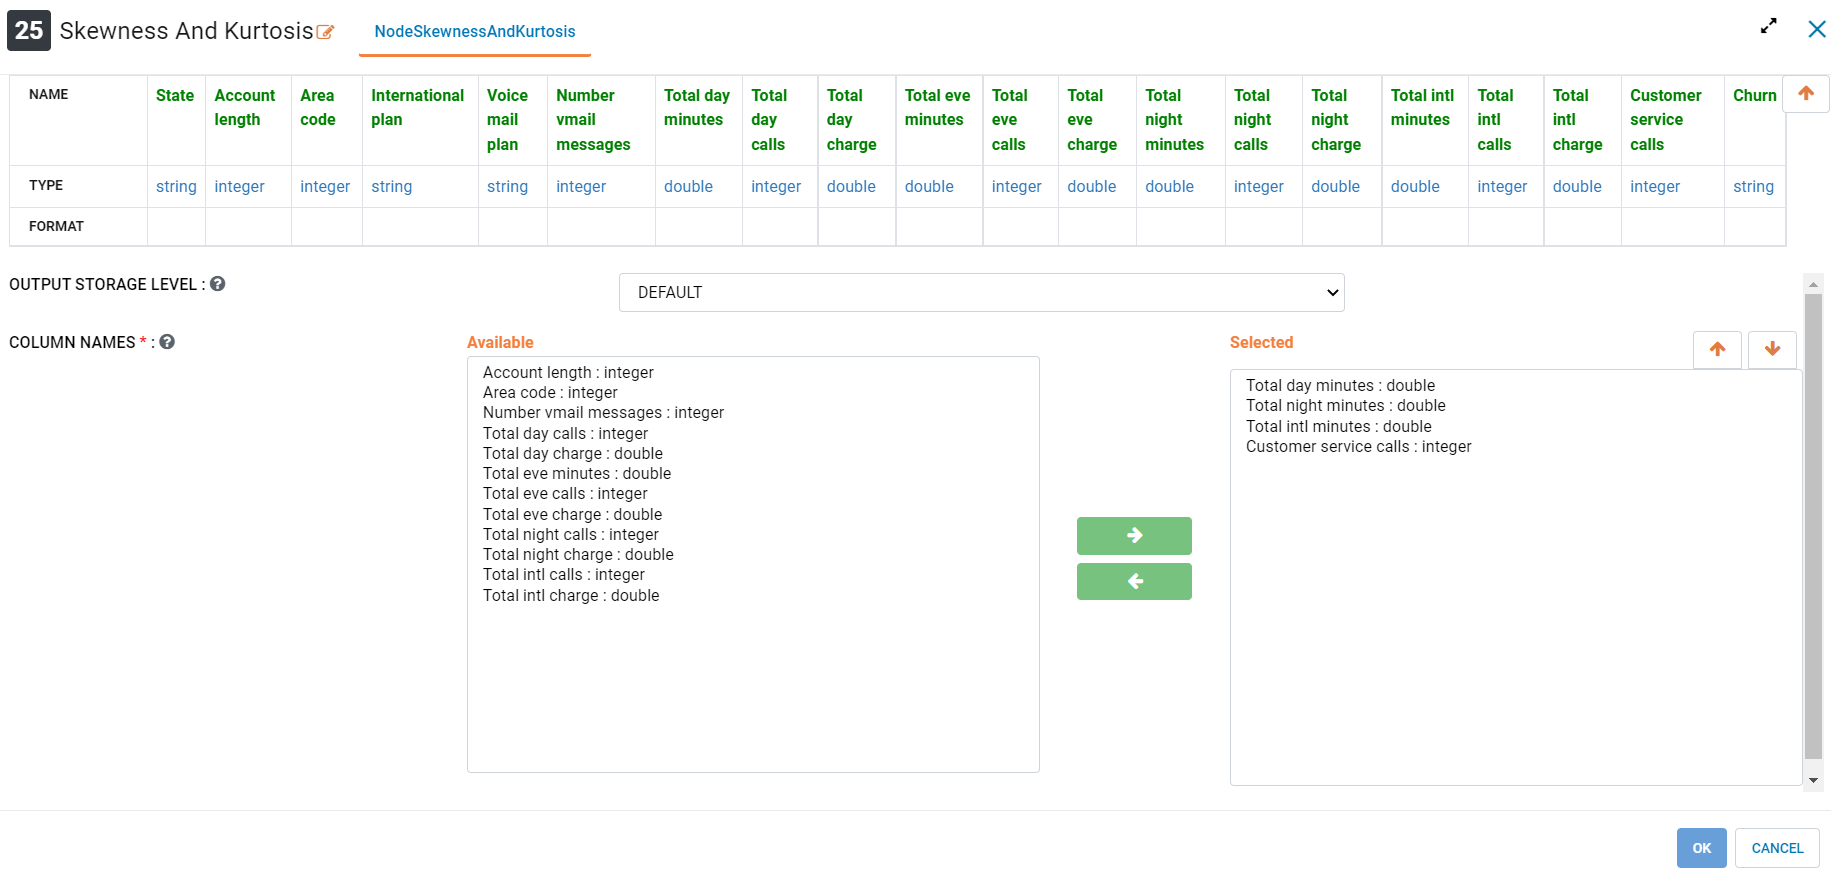 25 Skewness And Kurtosis NodeSkewnessAndKurtosis
NAME State Account length Area code International plan Voice mail plan Number vmail messages Total day minutes Total day calls Total day charge Total eve minutes Total eve calls Total eve charge Total night minutes Total night calls Total night charge Total intl minutes Total intl calls Total intl charge Customer service calls Churn
TYPE string integer integer string string integer double integer double double integer double double integer double double integer double integer string
FORMAT
OUTPUT STORAGE LEVEL : DEFAULT
COLUMN NAMES * :
Available
Account length : integer
Area code : integer
Number vmail messages : integer
Total day calls : integer
Total day charge : double
Total eve minutes : double
Total eve calls : integer
Total eve charge : double
Total night calls : integer
Total night charge : double
Total intl calls : integer
Total intl charge : double
Selected
Total day minutes : double
Total night minutes : double
Total intl minutes : double
Customer service calls : integer
OK CANCEL